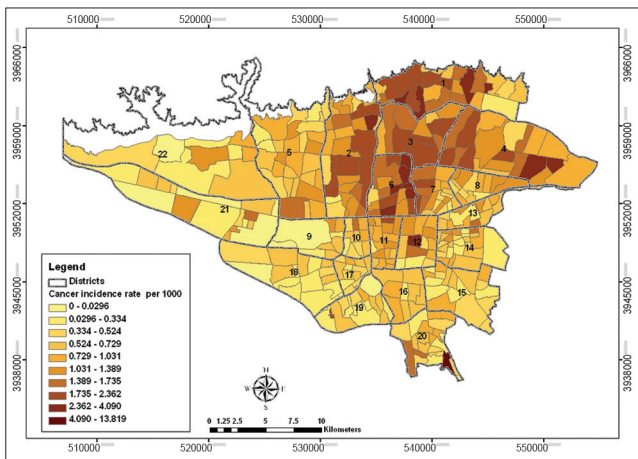 510000 520000 530000 540000 550000
3966000
3959000
3952000
3945000
3938000
1
2
3
4
5
6
7
8
9
10
11
12
13
14
15
16
17
18
19
20
21
22
Legend
Districts
Cancer incidence rate per 1000
0 - 0.0296
0.0296 - 0.334
0.334 - 0.524
0.524 - 0.729
0.729 - 1.031
1.031 - 1.389
1.389 - 1.735
1.735 - 2.362
2.362 - 4.090
4.090 - 13.819
N
W E
S
0 1.25 2.5 5 7.5 10
Kilometers
3966000
3959000
3952000
3945000
3938000
510000 520000 530000 540000 550000